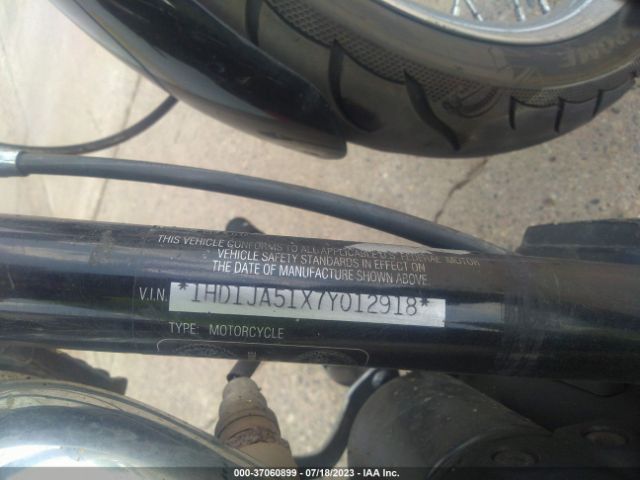 THIS VEHICLE CONFORMS TO ALL APPLICABLE U.S. FEDERAL MOTOR
VEHICLE SAFETY STANDARDS IN EFFECT ON
THE DATE OF MANUFACTURE SHOWN ABOVE
V.I.N. *1HD1JA51X7Y012918*
TYPE: MOTORCYCLE
000-37060899 - 07/18/2023 - IAA Inc.